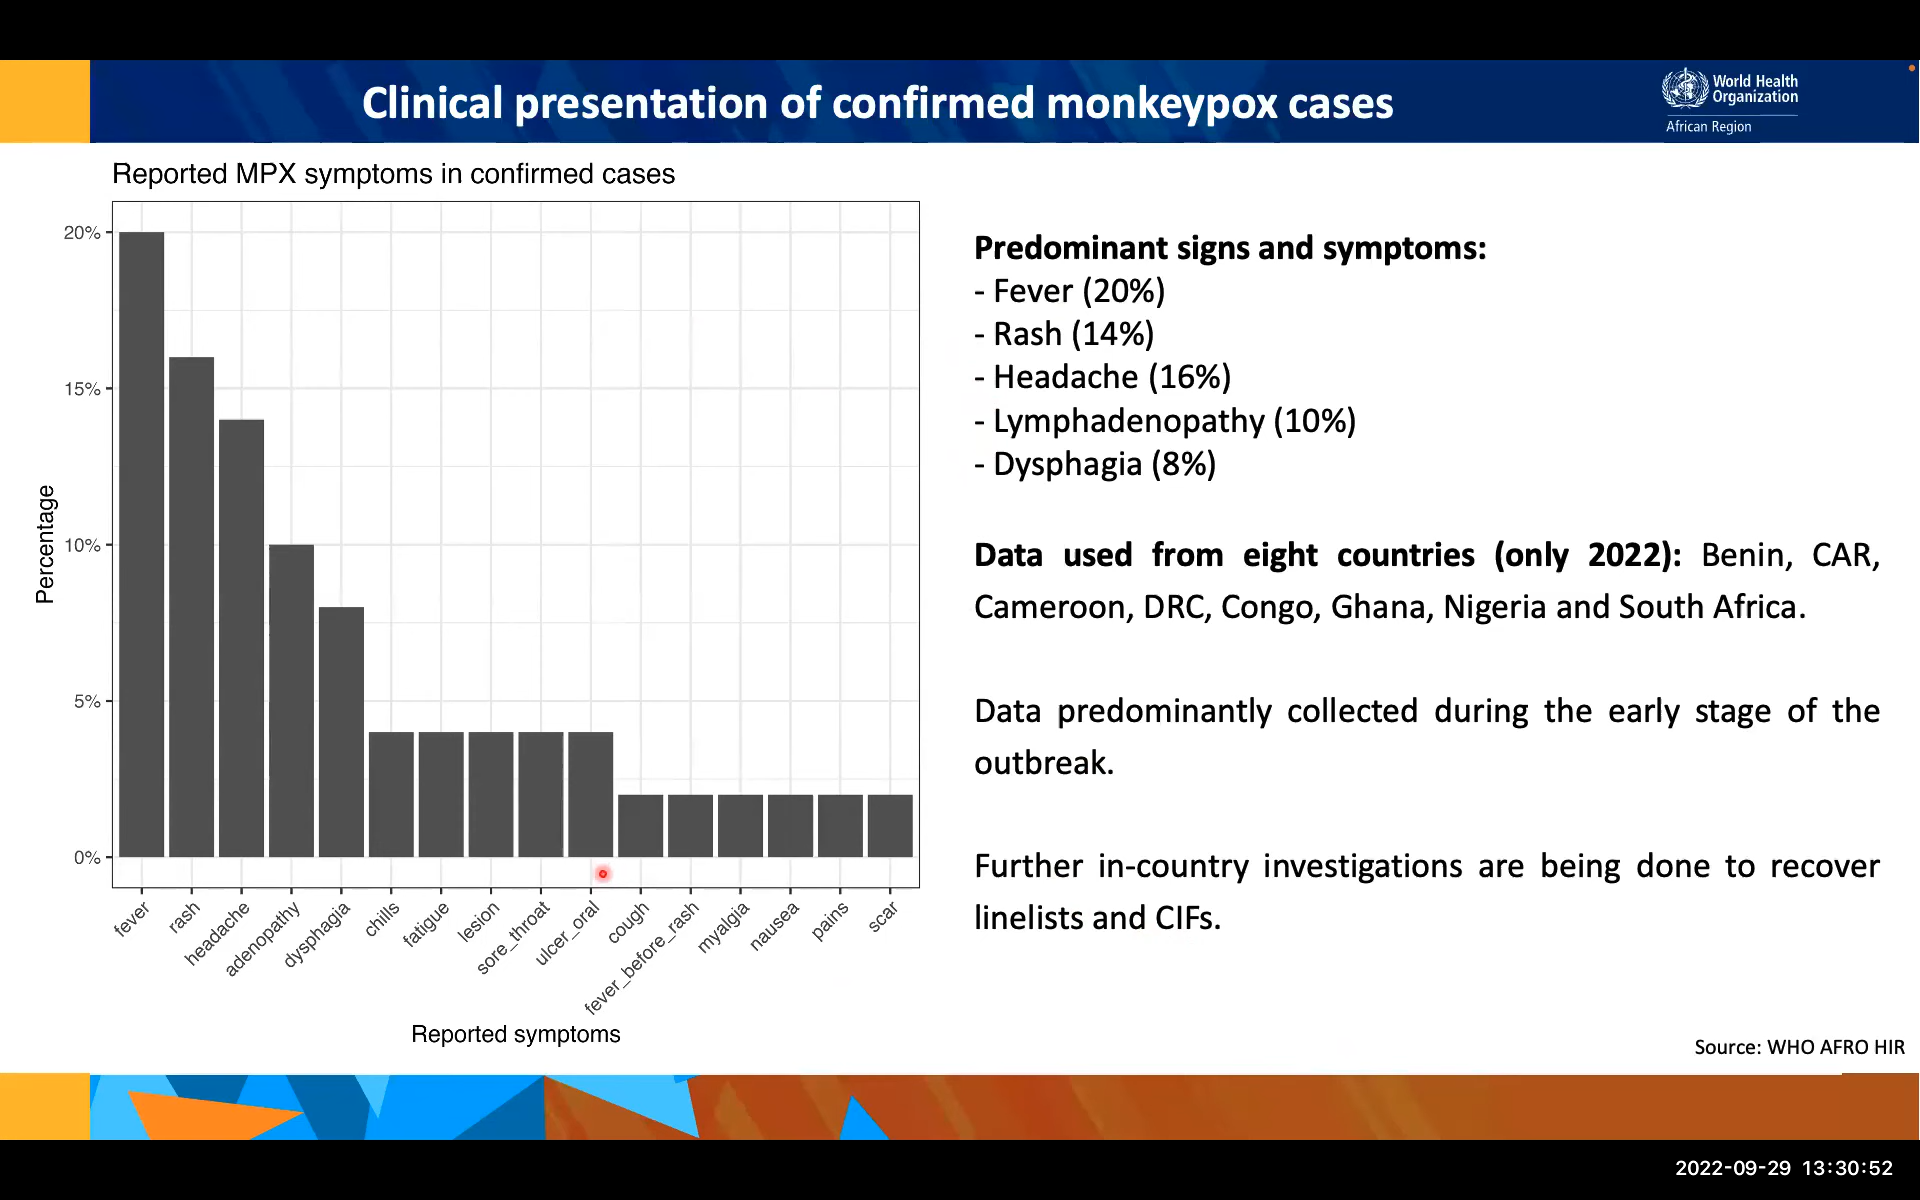 Clinical presentation of confirmed monkeypox cases
World Health
Organization
African Region
Reported MPX symptoms in confirmed cases
20%
15%
10%
5%
0%
Percentage
fever
rash
headache
adenopathy
dysphagia
chills
fatigue
lesion
sore_throat
ulcer_oral
cough
fever_before_rash
myalgia
nausea
pains
scar
Reported symptoms
Predominant signs and symptoms:
- Fever (20%)
- Rash (14%)
- Headache (16%)
- Lymphadenopathy (10%)
- Dysphagia (8%)
Data used from eight countries (only 2022): Benin, CAR,
Cameroon, DRC, Congo, Ghana, Nigeria and South Africa.
Data predominantly collected during the early stage of the
outbreak.
Further in-country investigations are being done to recover
linelists and CIFs.
Source: WHO AFRO HIR
2022-09-29 13:30:52